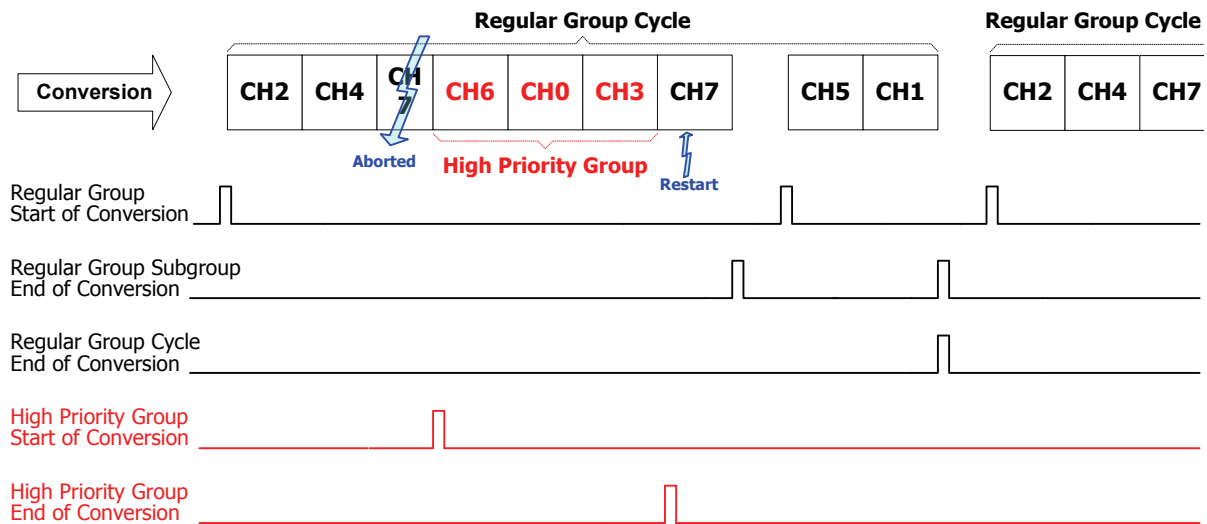 Regular Group Cycle
Regular Group Cycle
Conversion
CH2
CH4
CH
7
CH6
CH0
CH3
CH7
CH5
CH1
CH2
CH4
CH7
Aborted
High Priority Group
Restart
Regular Group
Start of Conversion
Regular Group Subgroup
End of Conversion
Regular Group Cycle
End of Conversion
High Priority Group
Start of Conversion
High Priority Group
End of Conversion